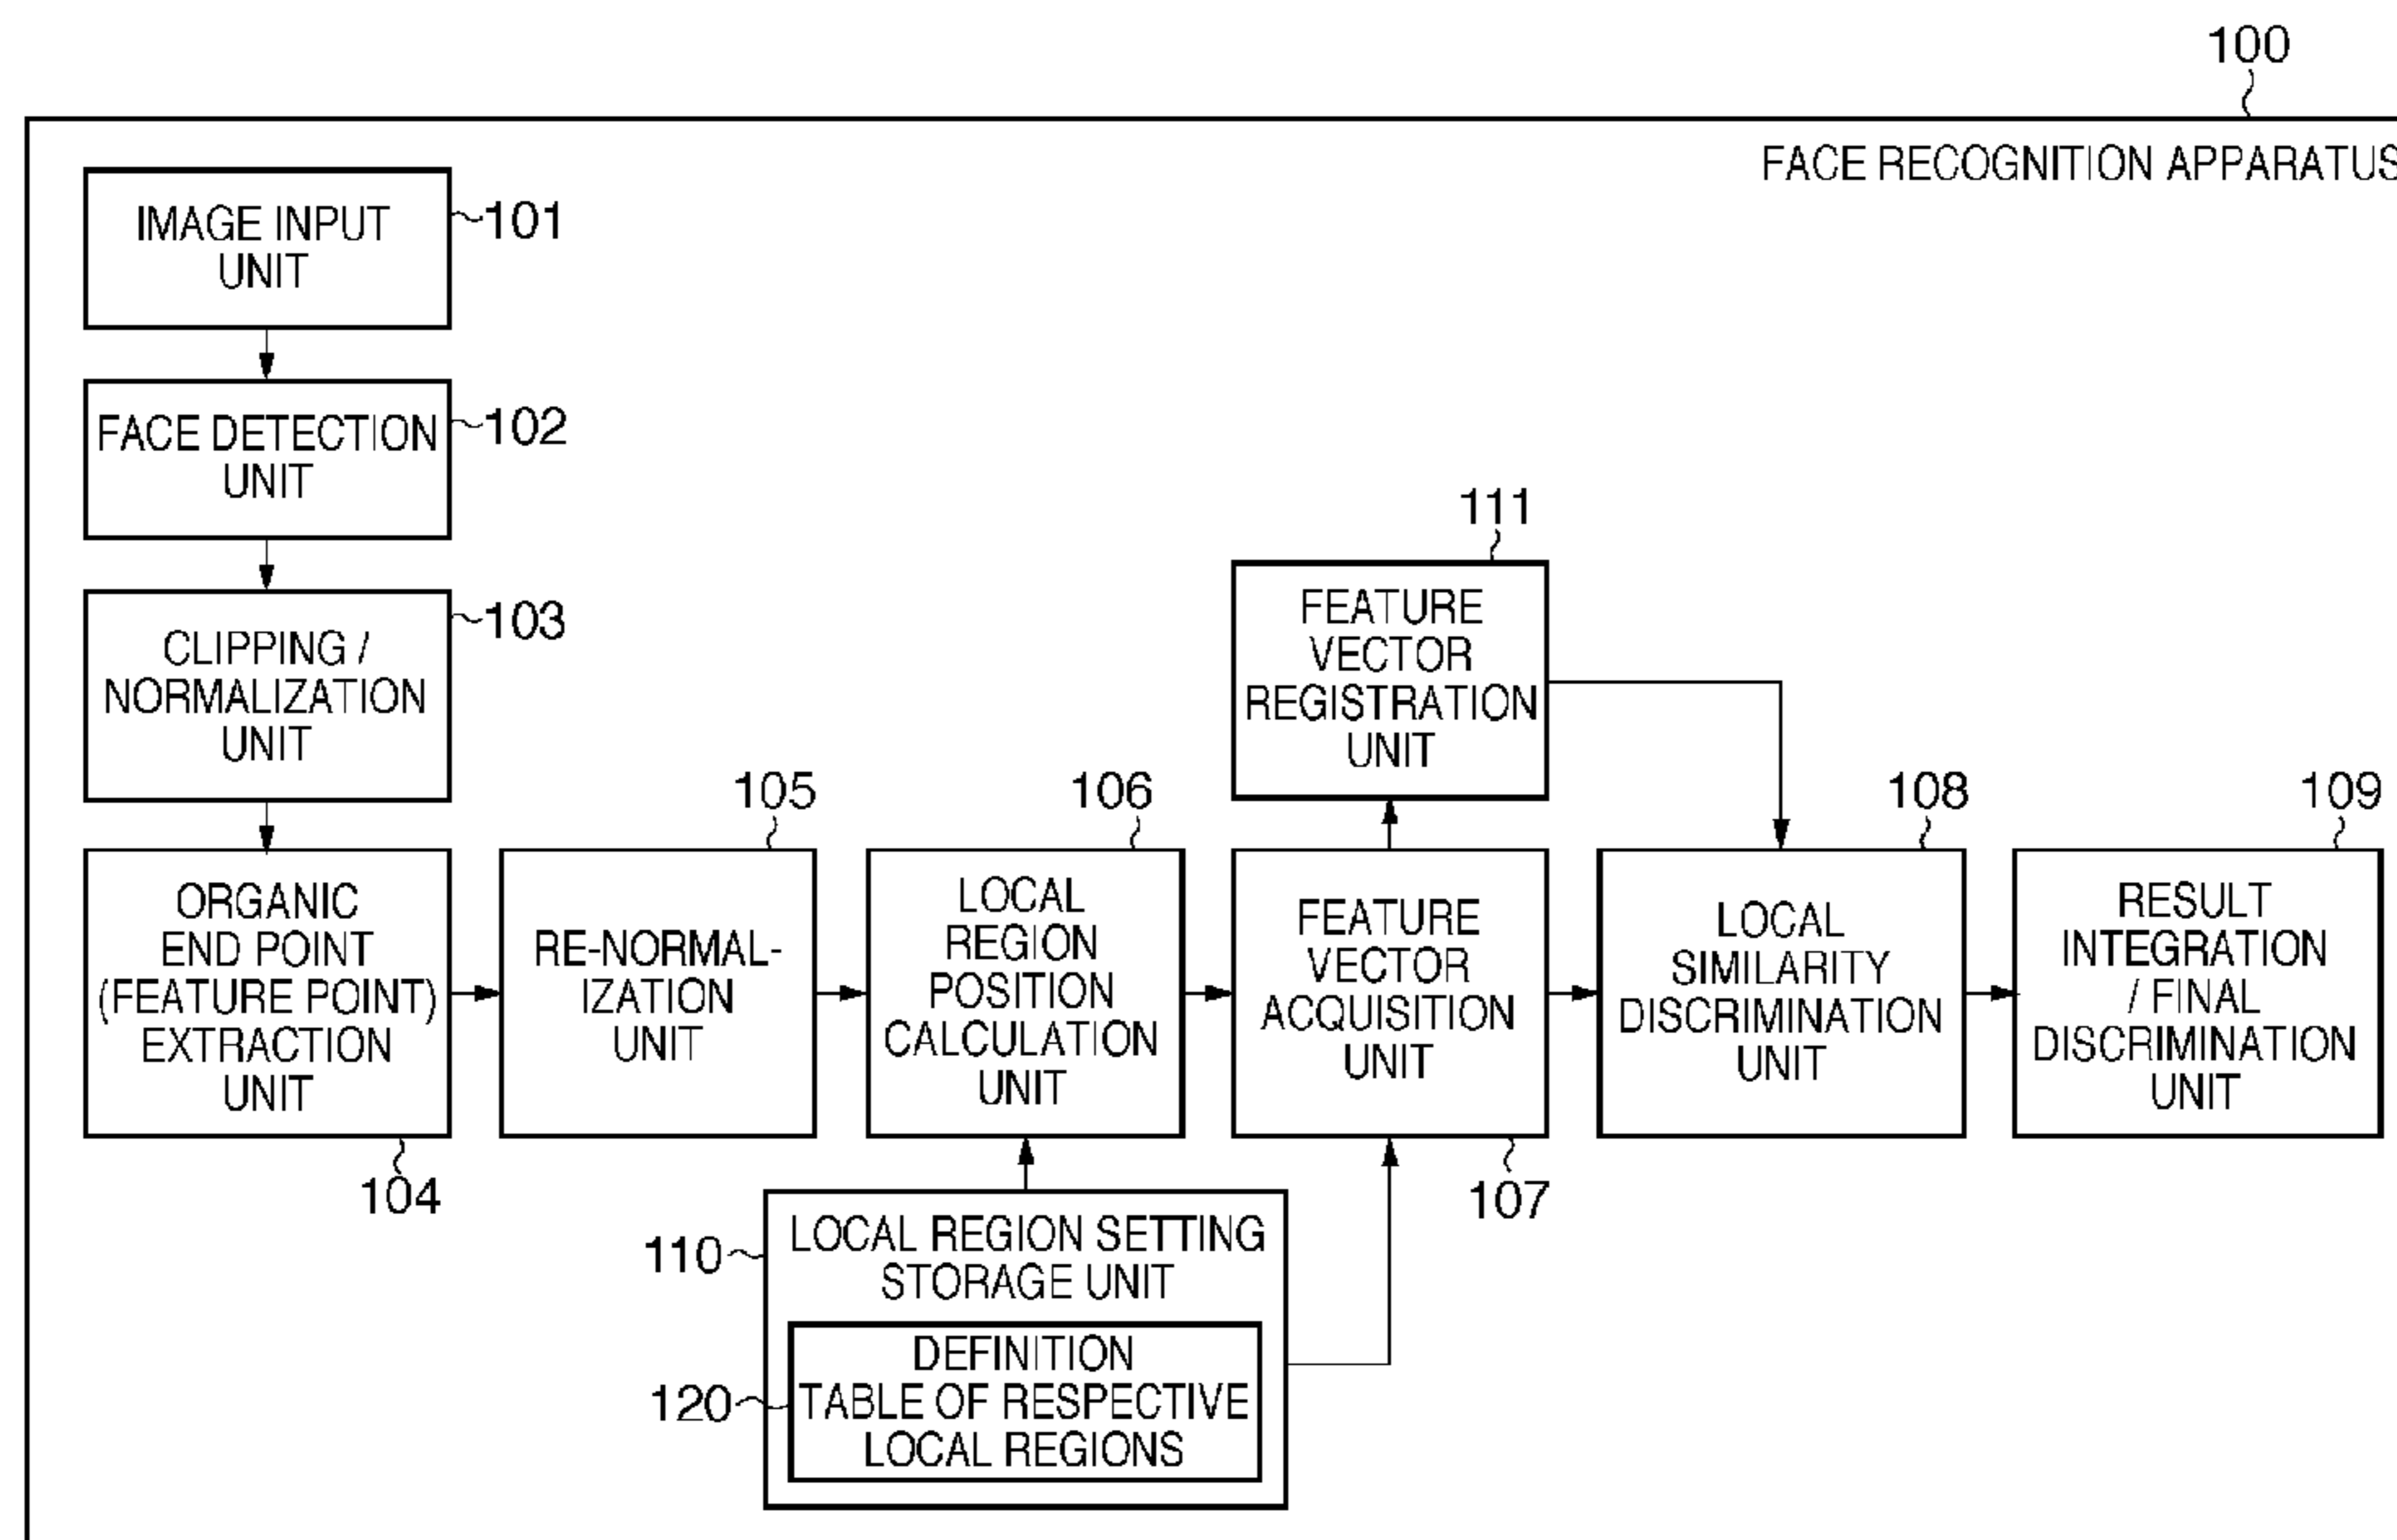 100
FACE RECOGNITION APPARATUS
IMAGE INPUT
UNIT
101
FACE DETECTION
UNIT
102
CLIPPING /
NORMALIZATION
UNIT
103
ORGANIC
END POINT
(FEATURE POINT)
EXTRACTION
UNIT
104
105
RE-NORMAL-
IZATION
UNIT
106
LOCAL
REGION
POSITION
CALCULATION
UNIT
111
FEATURE
VECTOR
REGISTRATION
UNIT
FEATURE
VECTOR
ACQUISITION
UNIT
107
108
LOCAL
SIMILARITY
DISCRIMINATION
UNIT
109
RESULT
INTEGRATION
/ FINAL
DISCRIMINATION
UNIT
110
LOCAL REGION SETTING
STORAGE UNIT
120
DEFINITION
TABLE OF RESPECTIVE
LOCAL REGIONS